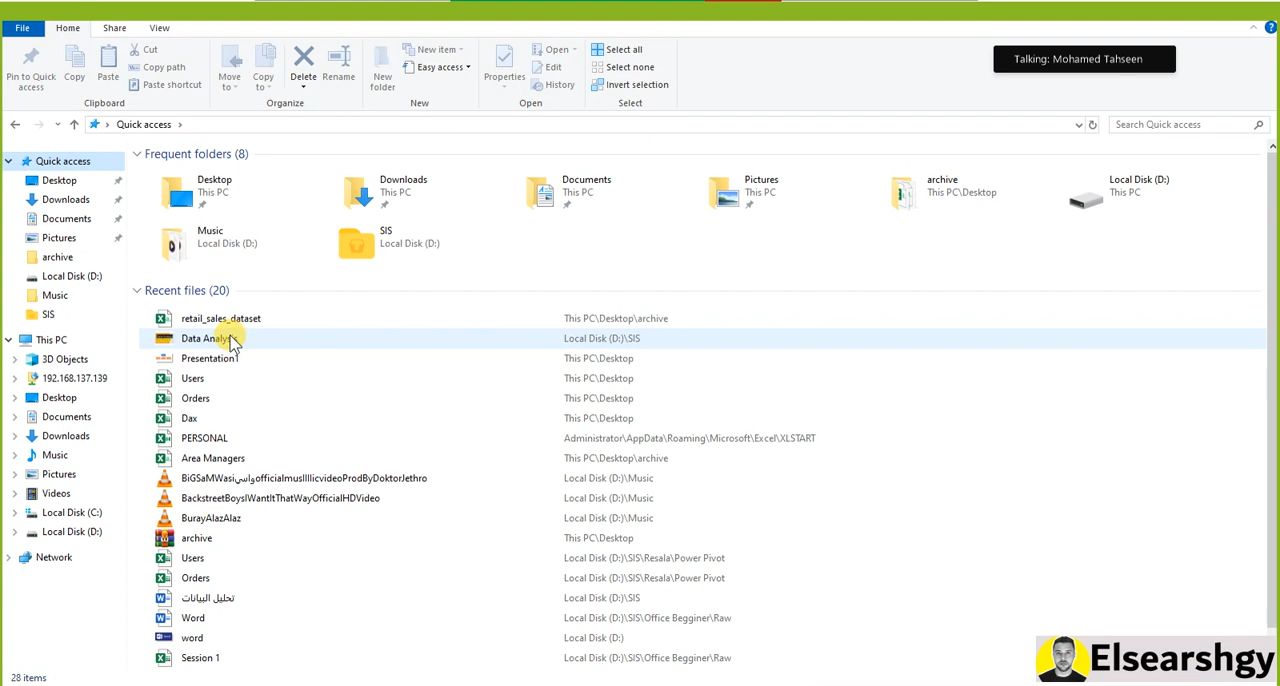 File Home Share View
Talking: Mohamed Tahseen
Pin to Quick access
Copy
Paste
Cut
Copy path
Paste shortcut
Clipboard
Move to
Copy to
Delete
Rename
Organize
New folder
New item
Easy access
New
Properties
Open
Edit
History
Open
Select all
Select none
Invert selection
Select
Quick access
Search Quick access
Quick access
Desktop
Downloads
Documents
Pictures
archive
Local Disk (D:)
Music
SIS
This PC
3D Objects
192.168.137.139
Desktop
Documents
Downloads
Music
Pictures
Videos
Local Disk (C:)
Local Disk (D:)
Network
Frequent folders (8)
Desktop
This PC
Downloads
This PC
Documents
This PC
Pictures
This PC
archive
This PC\Desktop
Local Disk (D:)
This PC
Music
Local Disk (D:)
SIS
Local Disk (D:)
Recent files (20)
retail_sales_dataset This PC\Desktop\archive
Data Local Disk (D:)\SIS
Presentation1 This PC\Desktop
Users This PC\Desktop
Orders This PC\Desktop
Dax This PC\Desktop
PERSONAL Administrator\AppData\Roaming\Microsoft\Excel\XLSTART
Area Managers This PC\Desktop\archive
Local Disk (D:)\Music
BackstreetBoysIWantItThatWayOfficialHDVideo Local Disk (D:)\Music
BurayAlazAlaz Local Disk (D:)\Music
archive This PC\Desktop
Users Local Disk (D:)\SIS\Resala\Power Pivot
Orders Local Disk (D:)\SIS\Resala\Power Pivot
تحليل البيانات Local Disk (D:)\SIS
Word Local Disk (D:)\SIS\Office Begginer\Raw
word Local Disk (D:)
Session 1 Local Disk (D:)\SIS\Office Begginer\Raw
28 items
Elsearshgy